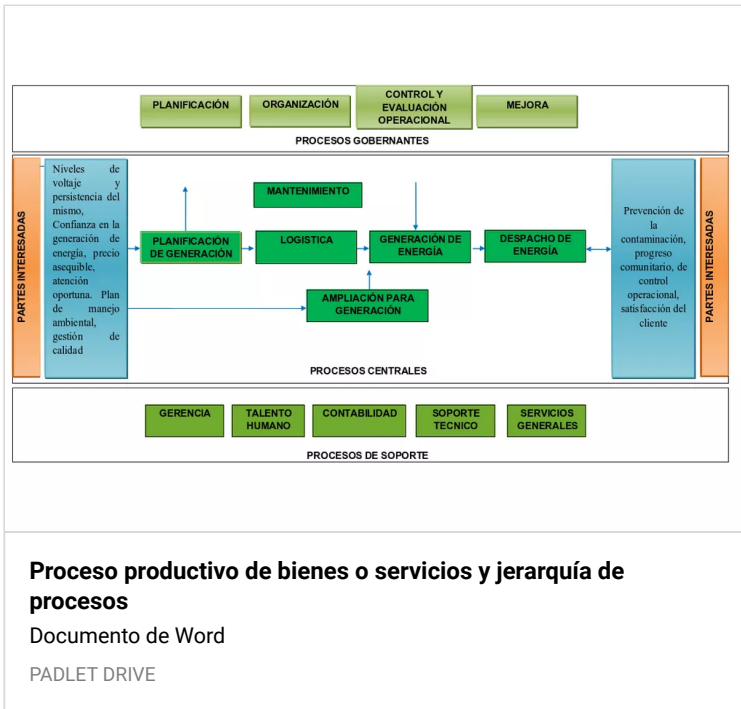 PLANIFICACIÓN
ORGANIZACIÓN
CONTROL Y
EVALUACIÓN
OPERACIONAL
MEJORA
PROCESOS GOBERNANTES
PARTES INTERESADAS
Niveles de
voltaje y
persistencia del
mismo,
Confianza en la
generación de
energía, precio
asequible,
atención
oportuna. Plan
de manejo
ambiental,
gestión de
calidad
MANTENIMIENTO
PLANIFICACIÓN
DE GENERACIÓN
LOGISTICA
GENERACIÓN DE
ENERGÍA
DESPACHO DE
ENERGÍA
AMPLIACIÓN PARA
GENERACIÓN
Prevención de
la
contaminación,
progreso
comunitario, de
control
operacional,
satisfacción del
cliente
PARTES INTERESADAS
PROCESOS CENTRALES
GERENCIA
TALENTO
HUMANO
CONTABILIDAD
SOPORTE
TECNICO
SERVICIOS
GENERALES
PROCESOS DE SOPORTE
Proceso productivo de bienes o servicios y jerarquía de
procesos
Documento de Word
PADLET DRIVE